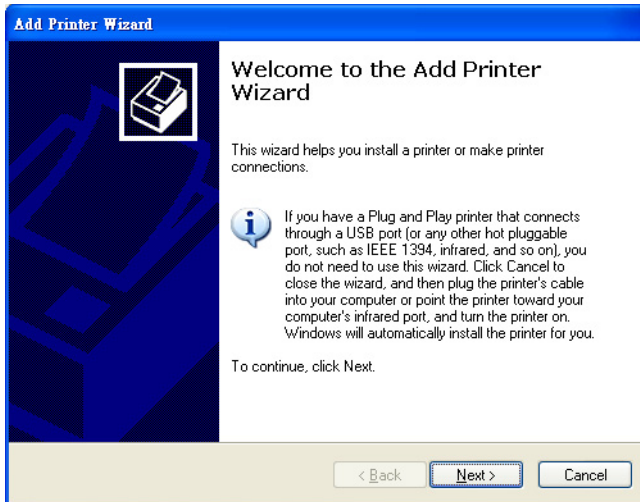 Add Printer Wizard
Welcome to the Add Printer
Wizard
This wizard helps you install a printer or make printer
connections.
If you have a Plug and Play printer that connects
through a USB port (or any other hot pluggable
port, such as IEEE 1394, infrared, and so on), you
do not need to use this wizard. Click Cancel to
close the wizard, and then plug the printer's cable
into your computer or point the printer toward your
computer's infrared port, and turn the printer on.
Windows will automatically install the printer for you.
To continue, click Next.
< Back Next > Cancel